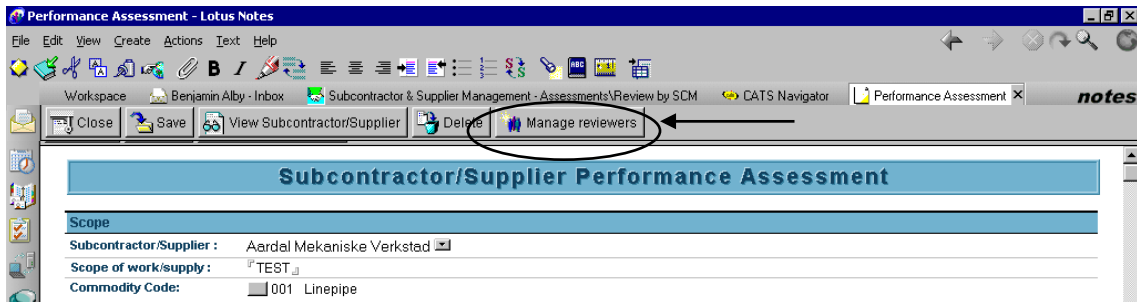 Performance Assessment - Lotus Notes
File Edit View Create Actions Text Help
B I
Workspace Benjamin Alby - Inbox Subcontractor & Supplier Management - Assessments\Review by SCM CATS Navigator Performance Assessment notes
Close Save View Subcontractor/Supplier Delete Manage reviewers
Subcontractor/Supplier Performance Assessment
Scope
Subcontractor/Supplier : Aardal Mekaniske Verkstad
Scope of work/supply : TEST
Commodity Code: 001 Linepipe